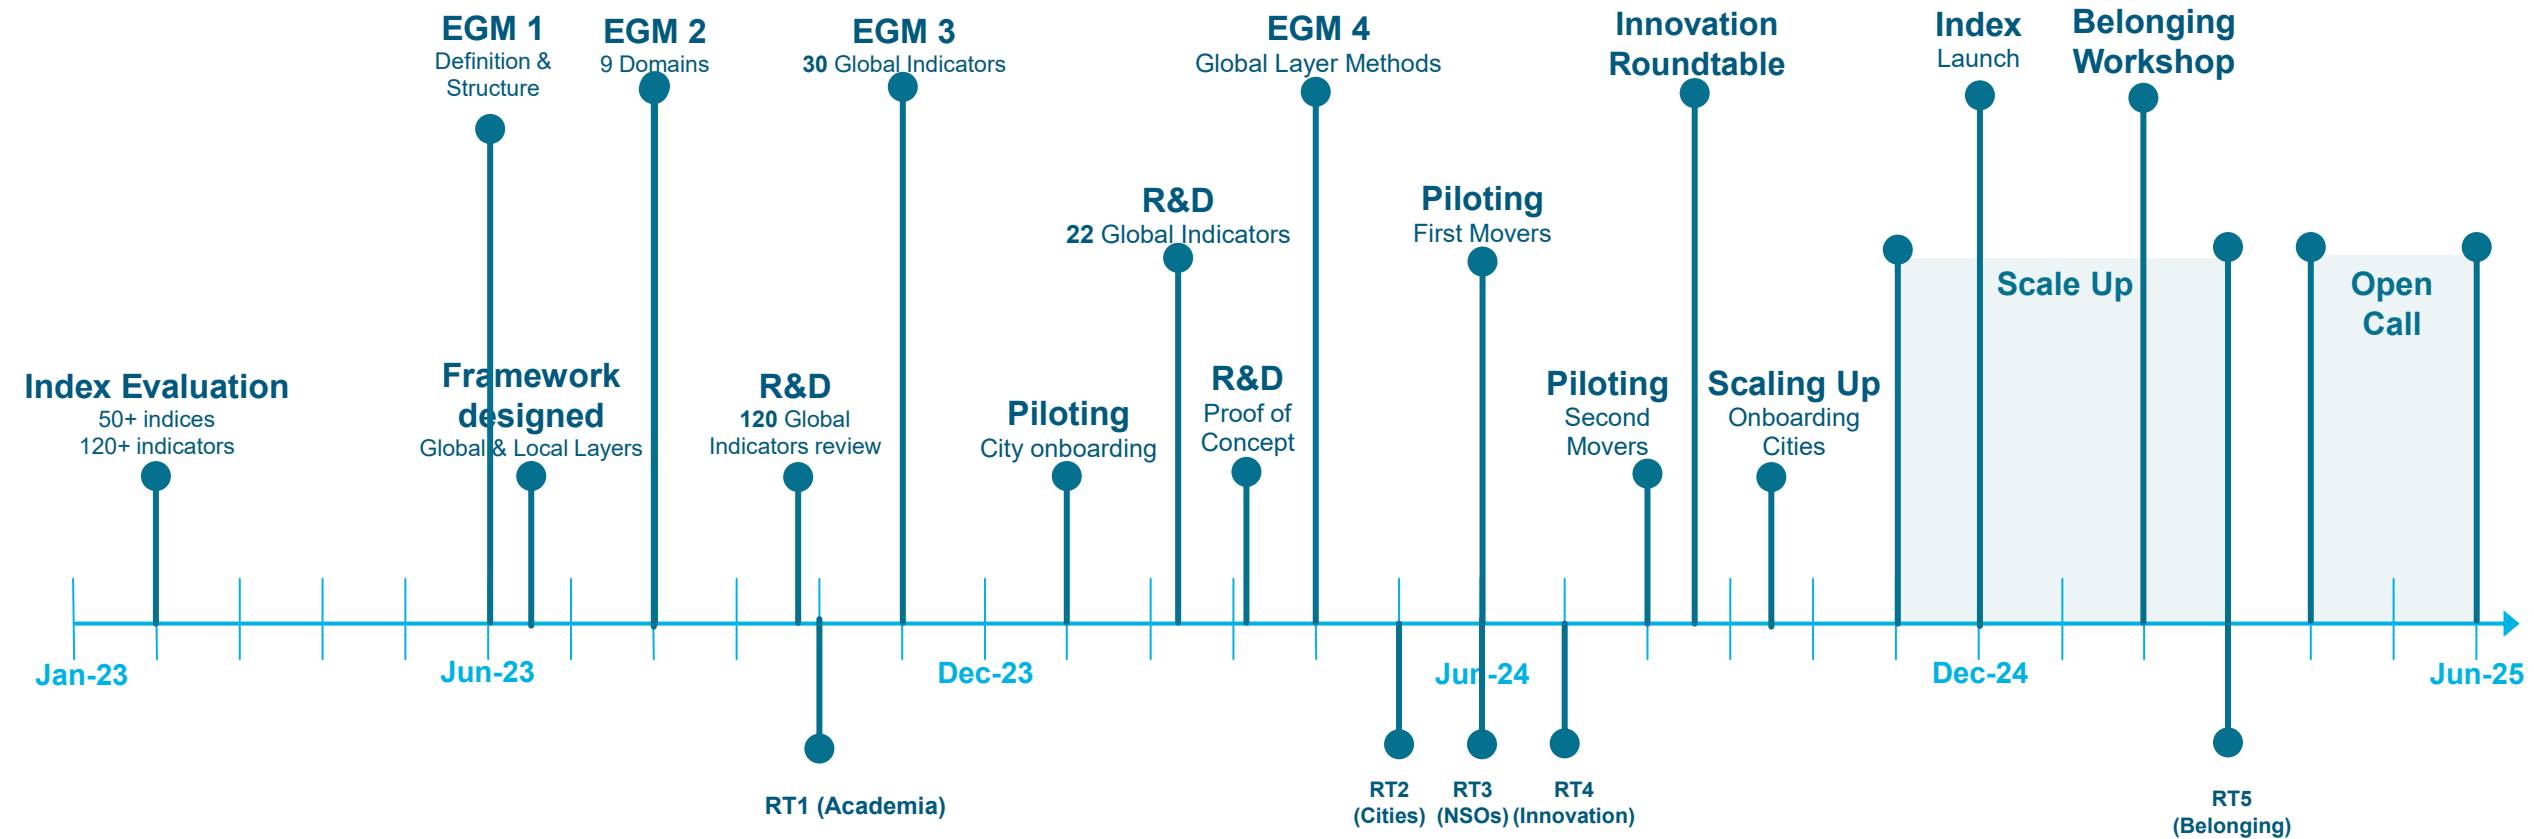 EGM 1
Definition &
Structure
EGM 2
9 Domains
EGM 3
30 Global Indicators
EGM 4
Global Layer Methods
Innovation
Roundtable
Index
Launch
Belonging
Workshop
R&D
22 Global Indicators
Piloting
First Movers
Scale Up
Open
Call
Index Evaluation
50+ indices
120+ indicators
Framework
designed
Global & Local Layers
R&D
120 Global
Indicators review
Piloting
City onboarding
R&D
Proof of
Concept
Piloting
Second
Movers
Scaling Up
Onboarding
Cities
Jan-23
Jun-23
Dec-23
Jun-24
Dec-24
Jun-25
RT1 (Academia)
RT2
(Cities)
RT3
(NSOs)
RT4
(Innovation)
RT5
(Belonging)